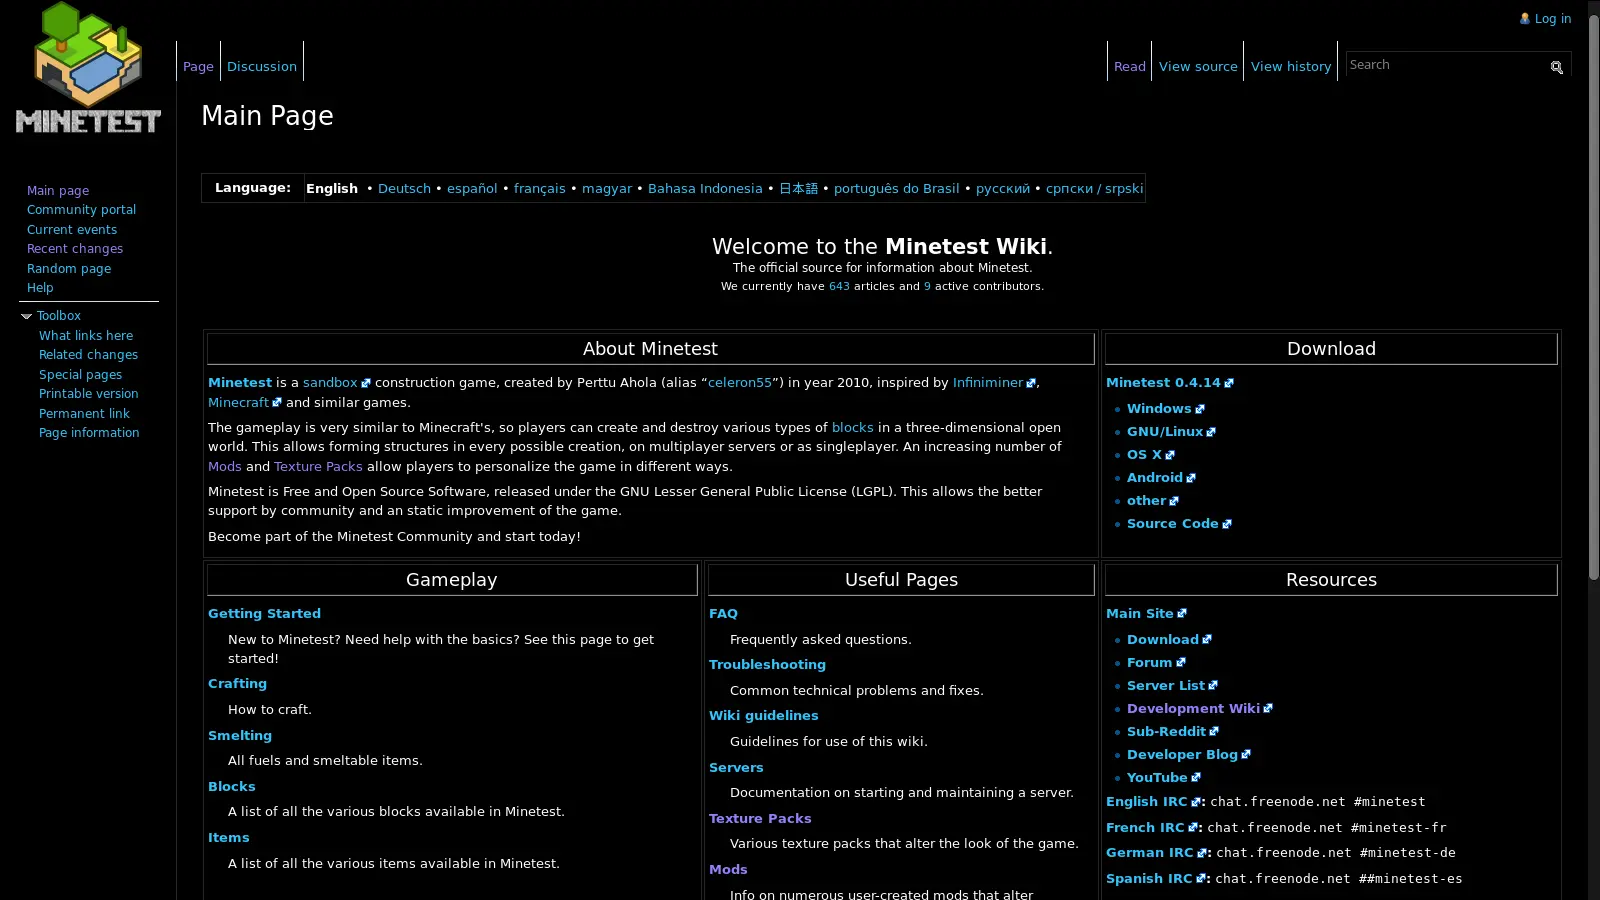 Log in
MINETEST
Page
Discussion
Read
View source
View history
Search
Main Page
Main page
Community portal
Current events
Recent changes
Random page
Help
Toolbox
What links here
Related changes
Special pages
Printable version
Permanent link
Page information
Language: English • Deutsch • español • français • magyar • Bahasa Indonesia • 日本語 • português do Brasil • русский • српски / srpski
Welcome to the Minetest Wiki.
The official source for information about Minetest.
We currently have 643 articles and 9 active contributors.
About Minetest
Minetest is a sandbox construction game, created by Perttu Ahola (alias “celeron55”) in year 2010, inspired by Infiniminer,
Minecraft and similar games.
The gameplay is very similar to Minecraft's, so players can create and destroy various types of blocks in a three-dimensional open
world. This allows forming structures in every possible creation, on multiplayer servers or as singleplayer. An increasing number of
Mods and Texture Packs allow players to personalize the game in different ways.
Minetest is Free and Open Source Software, released under the GNU Lesser General Public License (LGPL). This allows the better
support by community and an static improvement of the game.
Become part of the Minetest Community and start today!
Download
Minetest 0.4.14
• Windows
• GNU/Linux
• OS X
• Android
• other
• Source Code
Gameplay
Getting Started
New to Minetest? Need help with the basics? See this page to get
started!
Crafting
How to craft.
Smelting
All fuels and smeltable items.
Blocks
A list of all the various blocks available in Minetest.
Items
A list of all the various items available in Minetest.
Useful Pages
FAQ
Frequently asked questions.
Troubleshooting
Common technical problems and fixes.
Wiki guidelines
Guidelines for use of this wiki.
Servers
Documentation on starting and maintaining a server.
Texture Packs
Various texture packs that alter the look of the game.
Mods
Info on numerous user-created mods that alter
Resources
Main Site
• Download
• Forum
• Server List
• Development Wiki
• Sub-Reddit
• Developer Blog
• YouTube
English IRC: chat.freenode.net #minetest
French IRC: chat.freenode.net #minetest-fr
German IRC: chat.freenode.net #minetest-de
Spanish IRC: chat.freenode.net ##minetest-es